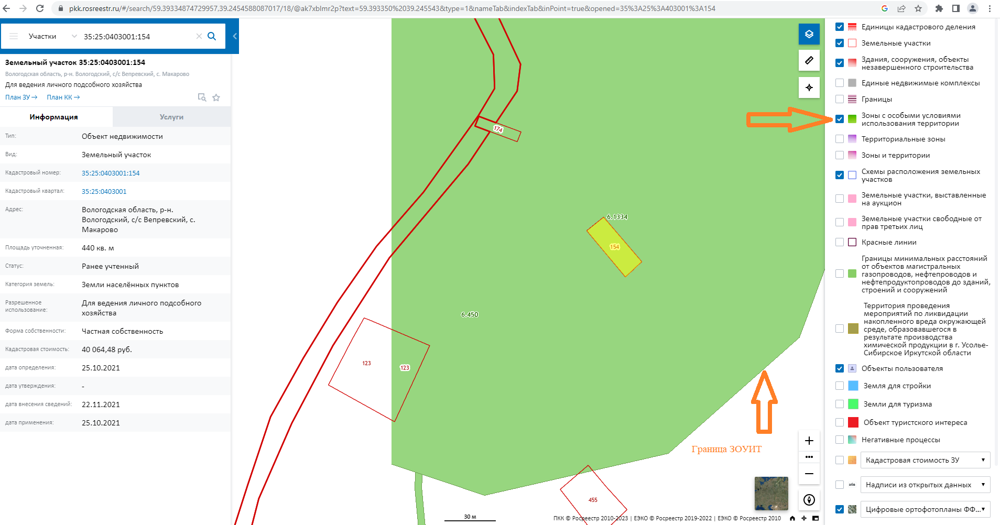 pkk.rosreestr.ru/#/search/59.39334874729957,39.2454588087017/18/@ak7xblmr2p?text=59.393350%2039.245543&type=1&nameTab&indexTab&inPoint=true&opened=35%3A25%3A403001%3A154
Участки
35:25:0403001:154
Земельный участок 35:25:0403001:154
Вологодская область, р-н. Вологодский, с/с Вепревский, с. Макарово
Для ведения личного подсобного хозяйства
План ЗУ → План КК →
Информация
Услуги
Тип: Объект недвижимости
Вид: Земельный участок
Кадастровый номер: 35:25:0403001:154
Кадастровый квартал: 35:25:0403001
Адрес: Вологодская область, р-н.
Вологодский, с/с Вепревский, с.
Макарово
Площадь уточненная: 440 кв. м
Статус: Ранее учтенный
Категория земель: Земли населённых пунктов
Разрешенное
использование:
Для ведения личного подсобного
хозяйства
Форма собственности: Частная собственность
Кадастровая стоимость: 40 064,48 руб.
дата определения: 25.10.2021
дата утверждения: -
дата внесения сведений: 22.11.2021
дата применения: 25.10.2021
174
6.1334
154
6.450
123
123
455
Граница ЗОУИТ
30 м
ПКК © Росреестр 2010-2023 | ЕЭКО © Росреестр 2019-2022 | ЕЭКО © Росреестр 2010
Единицы кадастрового деления
Земельные участки
Здания, сооружения, объекты
незавершенного строительства
Единые недвижимые комплексы
Границы
Зоны с особыми условиями
использования территории
Территориальные зоны
Зоны и территории
Схемы расположения земельных
участков
Земельные участки, выставленные
на аукцион
Земельные участки свободные от
прав третьих лиц
Красные линии
Границы минимальных расстояний
от объектов магистральных
газопроводов, нефтепроводов и
нефтепродуктопроводов до зданий,
строений и сооружений
Территория проведения
мероприятий по ликвидации
накопленного вреда окружающей
среде, образовавшегося в
результате производства
химической продукции в г. Усолье-
Сибирское Иркутской области
Объекты пользователя
Земля для стройки
Земли для туризма
Объект туристского интереса
Негативные процессы
Кадастровая стоимость ЗУ
абв Надписи из открытых данных
Цифровые ортофотопланы ФФ...